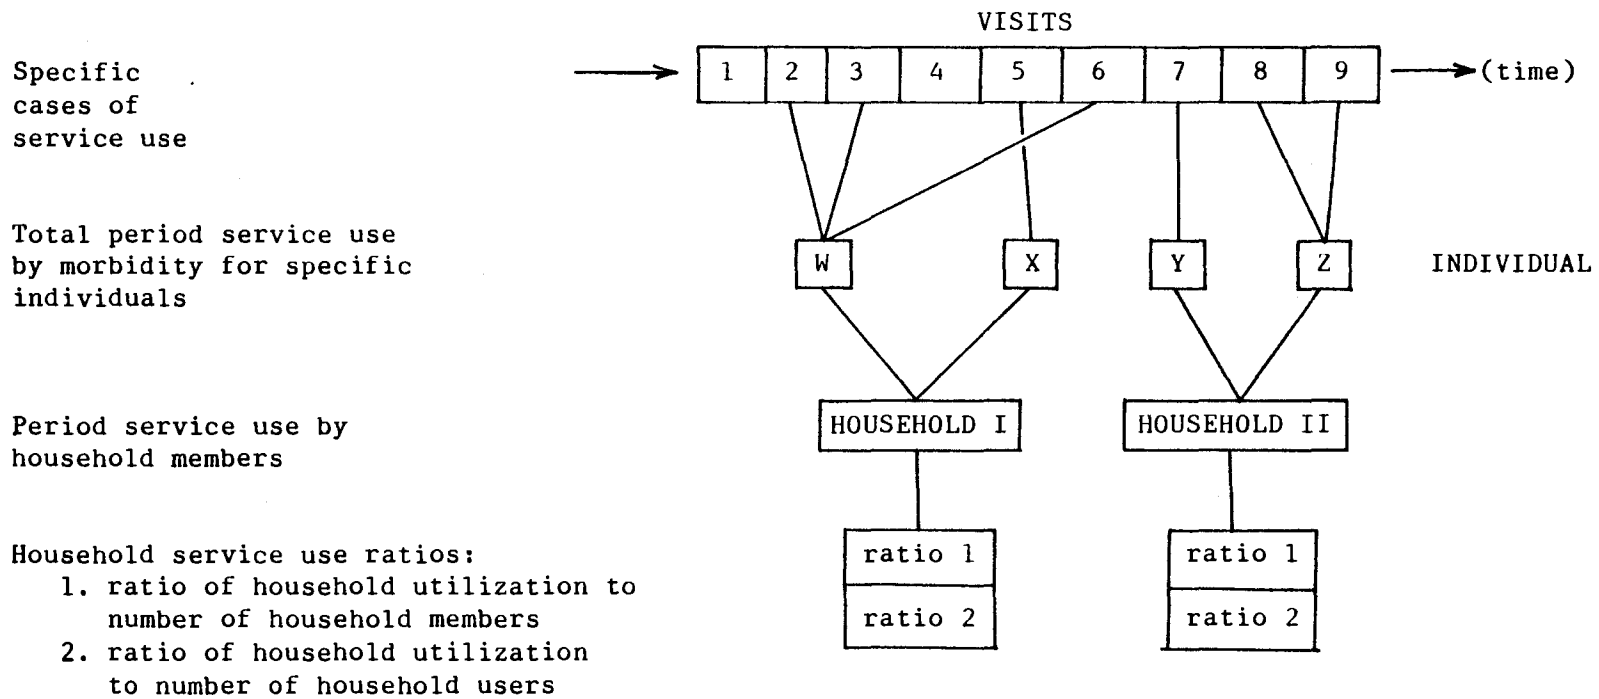 VISITS
Specific
cases of
service use
1 2 3 4 5 6 7 8 9
(time)
Total period service use
by morbidity for specific
individuals
W X Y Z
INDIVIDUAL
Period service use by
household members
HOUSEHOLD I
HOUSEHOLD II
Household service use ratios:
1. ratio of household utilization to
number of household members
2. ratio of household utilization
to number of household users
ratio 1
ratio 2
ratio 1
ratio 2